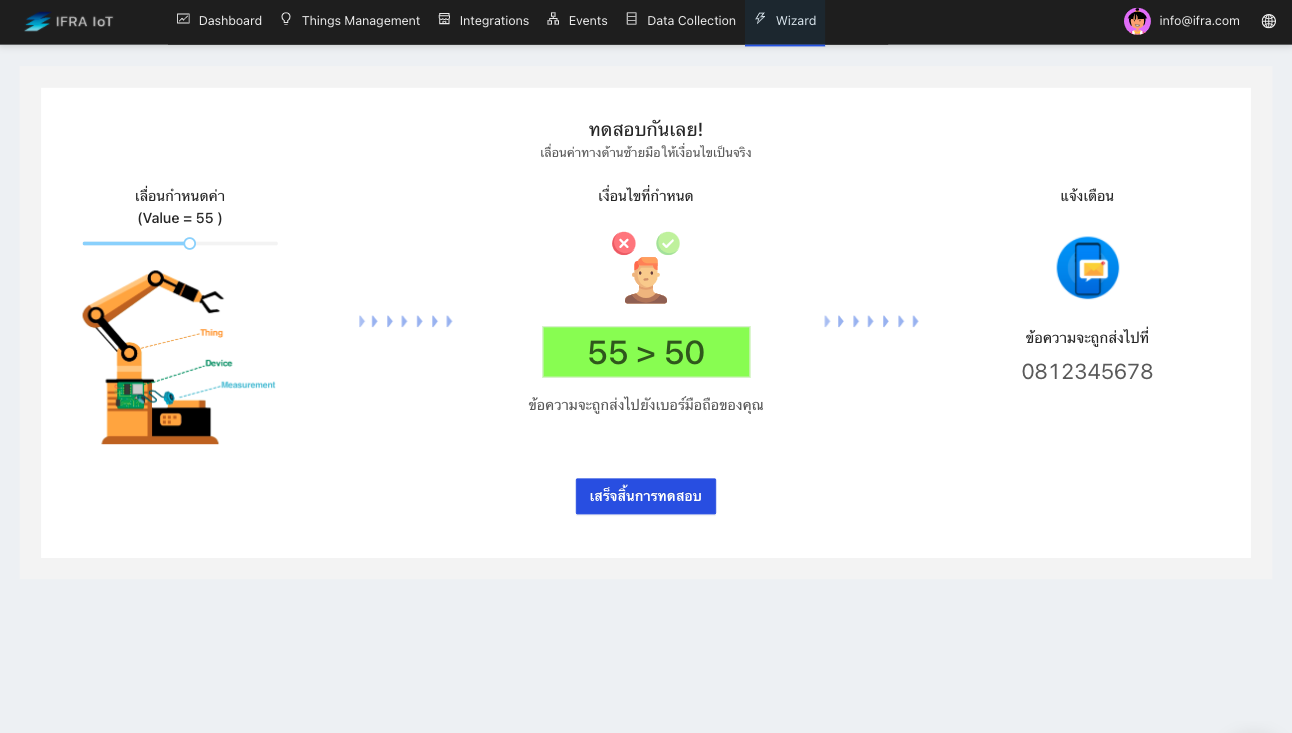 IFRA IoT
Dashboard
Things Management
Integrations
Events
Data Collection
Wizard
info@ifra.com
ทดสอบกันเลย!
เลื่อนค่าทางด้านซ้ายมือ ให้เงื่อนไขเป็นจริง
เลื่อนกำหนดค่า
(Value = 55 )
Thing
Device
Measurement
เงื่อนไขที่กำหนด
55 > 50
ข้อความจะถูกส่งไปยังเบอร์มือถือของคุณ
แจ้งเตือน
ข้อความจะถูกส่งไปที่
0812345678
เสร็จสิ้นการทดสอบ